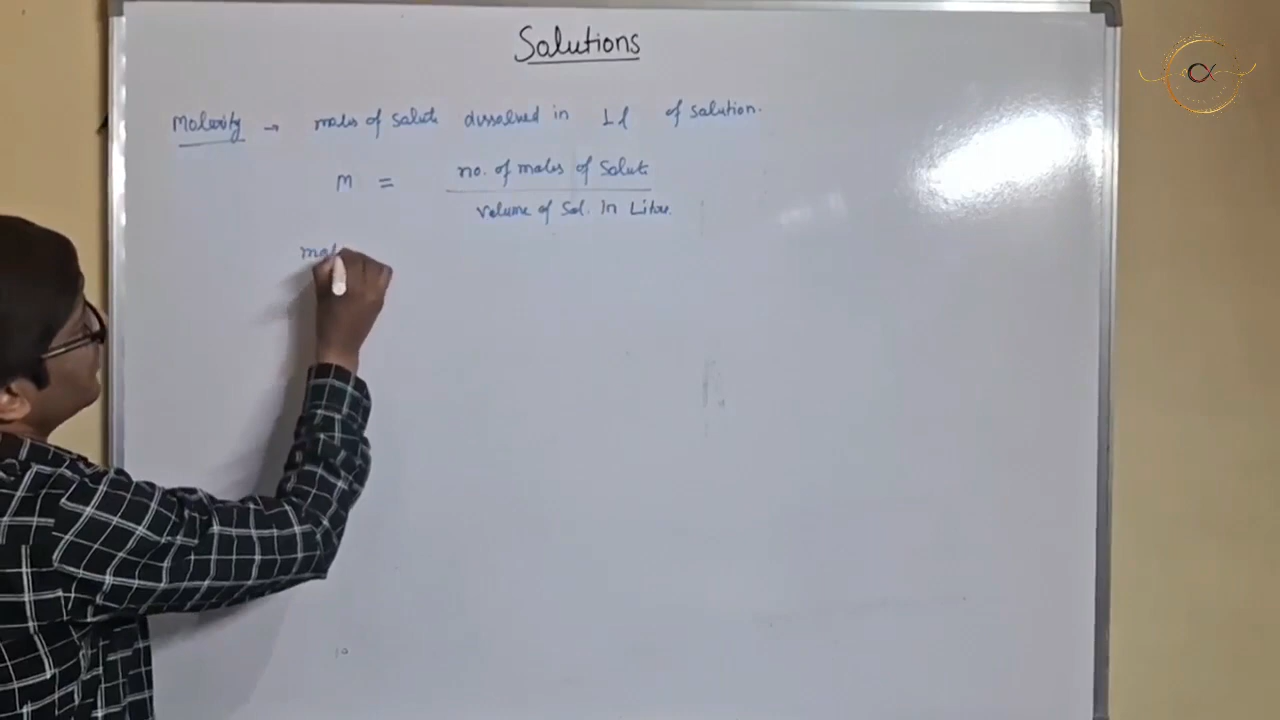 Solutions
Molarity → moles of solute dissolved in 1l of solution.
M = no. of moles of solute
volume of sol. in Litre.